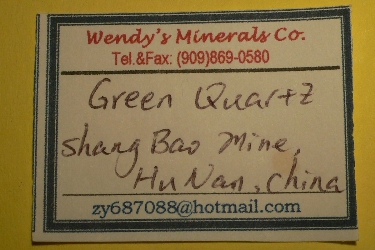 Wendy's Minerals Co.
Tel.&Fax: (909)869-0580
Green Quartz
Shang Bao Mine,
Hu Nan, China
zy687088@hotmail.com